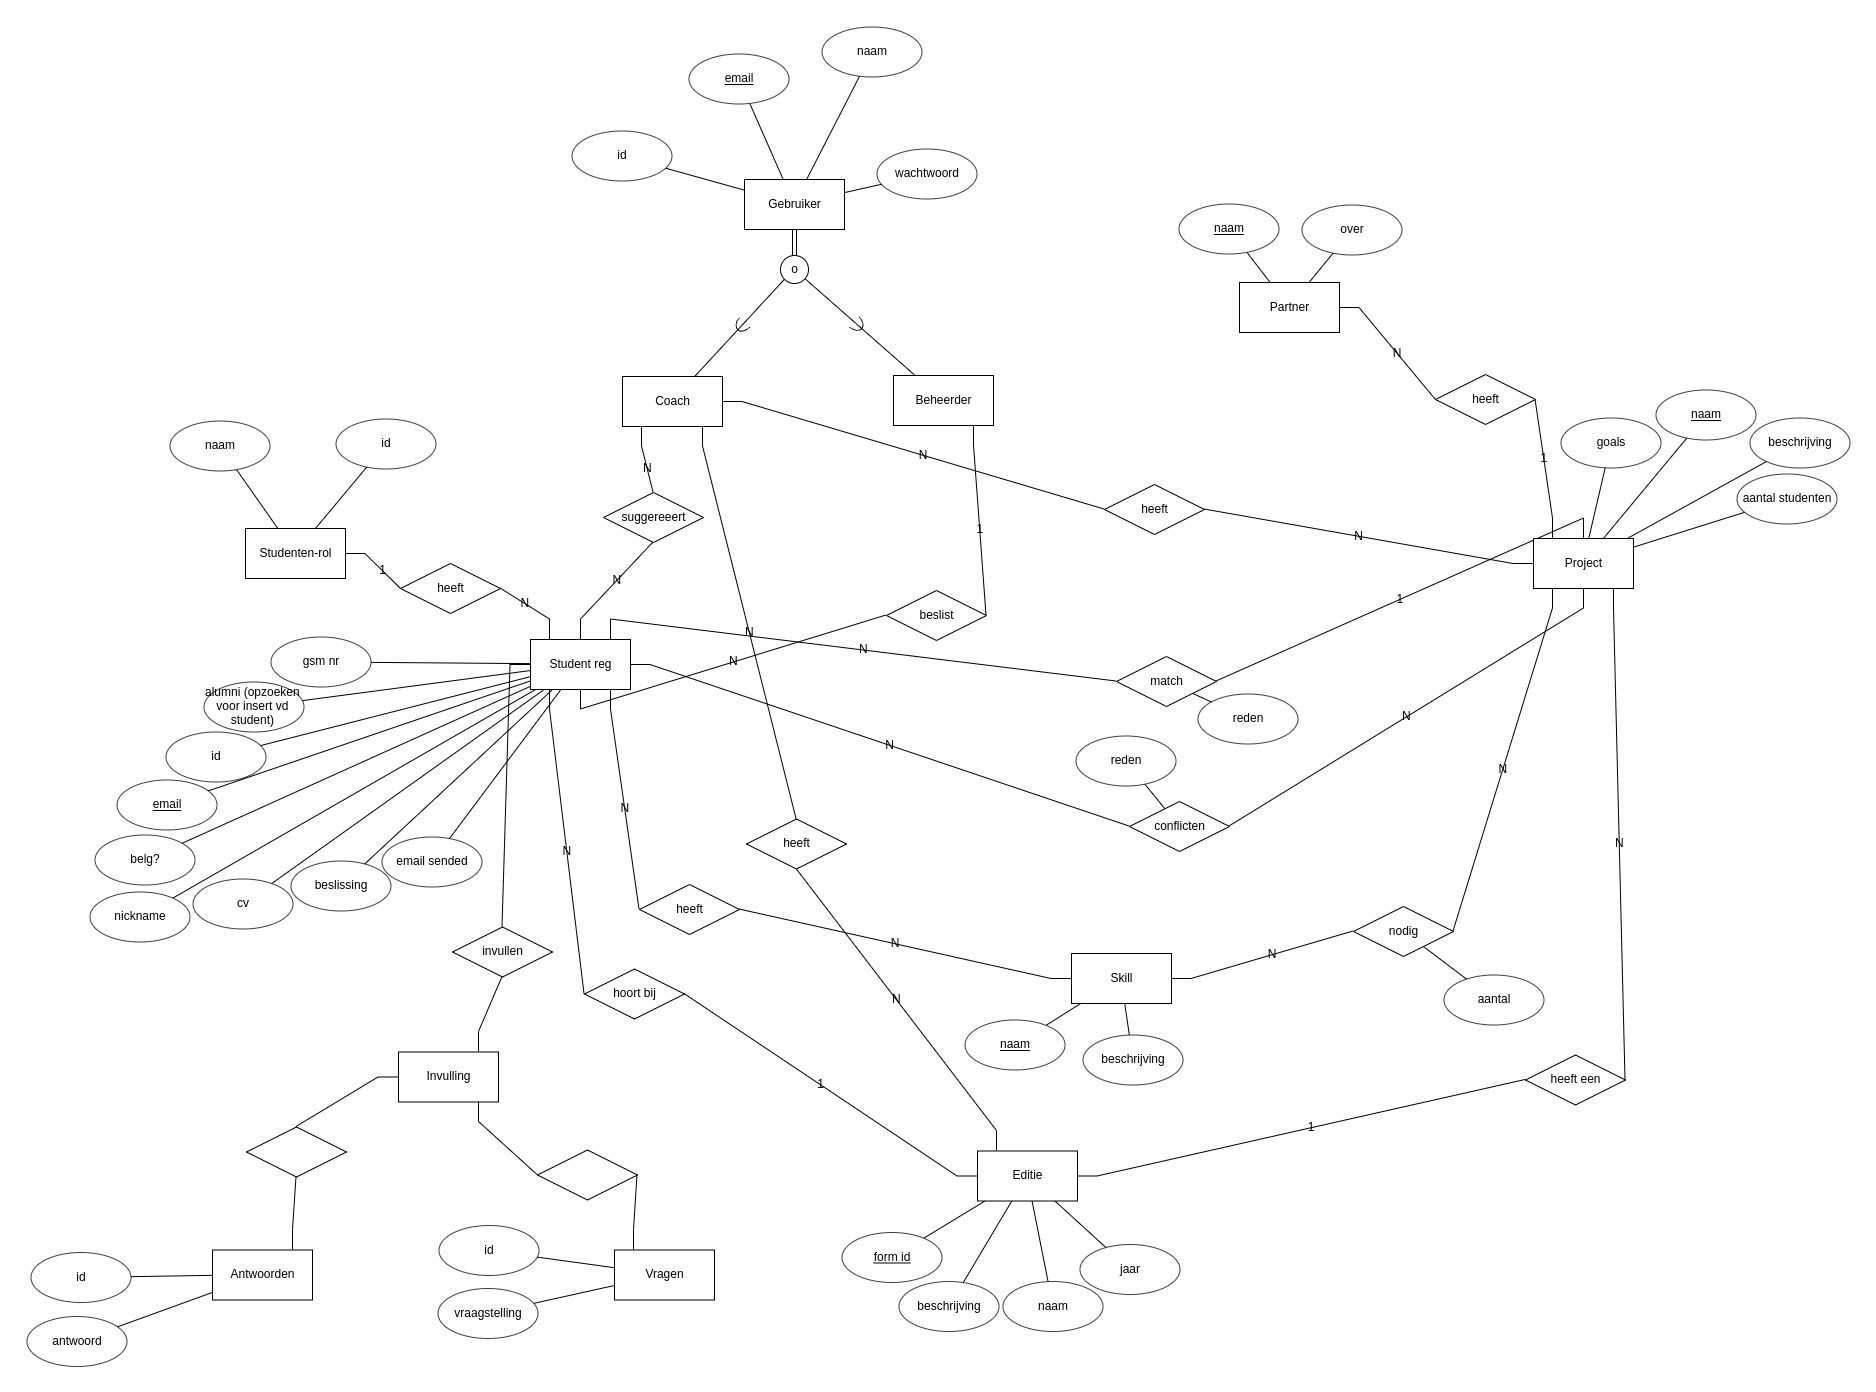 naam
email
id
wachtwoord
Gebruiker
naam
over
o
Partner
N
heeft
Coach
Beheerder
goals
naam
beschrijving
aantal studenten
1
naam
id
N
N
heeft
N
suggereeert
1
Studenten-rol
1
heeft
N
N
Project
1
beslist
N
N
N
Student reg
gsm nr
alumni (opzoeken
voor insert vd
student)
match
reden
N
N
id
reden
N
email
N
conflicten
belg?
email sended
beslissing
cv
nickname
N
heeft
N
heeft
N
nodig
N
invullen
N
hoort bij
N
Skill
aantal
naam
beschrijving
Invulling
1
heeft een
1
Editie
id
antwoord
Antwoorden
id
vraagstelling
Vragen
form id
beschrijving
naam
jaar